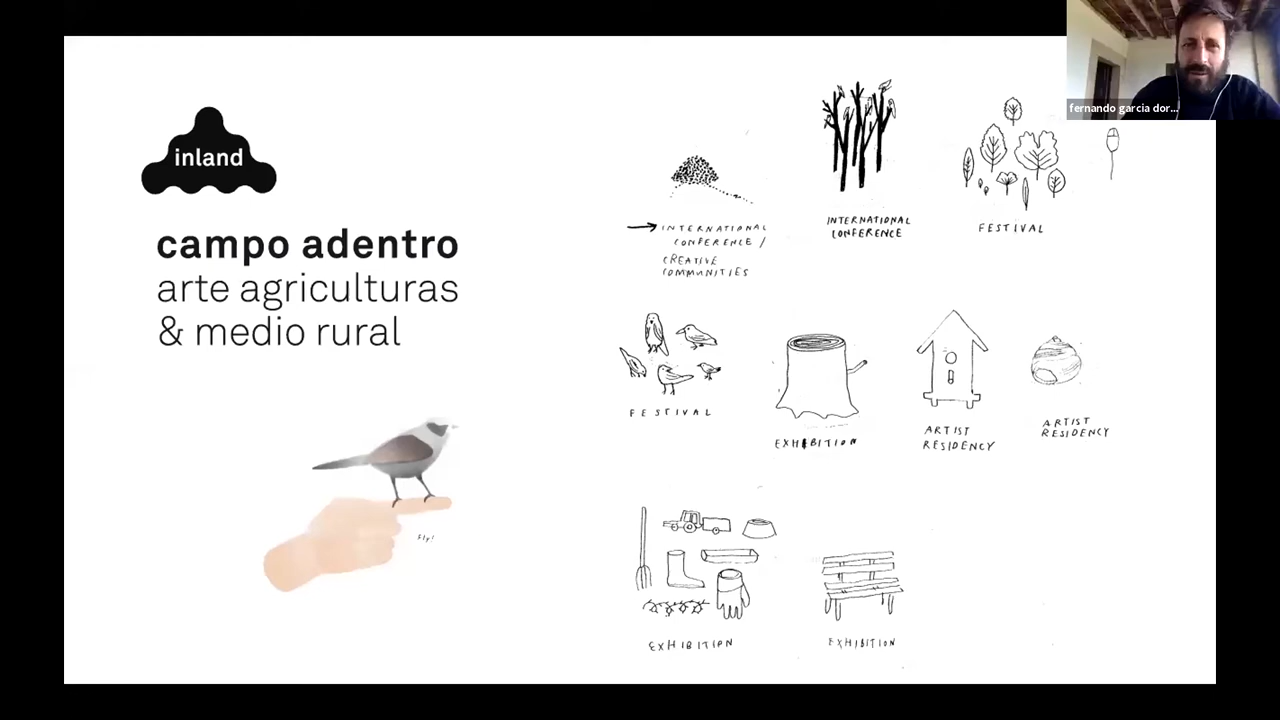 fernando garcia dor...
inland
campo adentro
arte agriculturas
& medio rural
Fly!
INTERNATIONAL
CONFERENCE /
CREATIVE
COMMUNITIES
INTERNATIONAL
CONFERENCE
FESTIVAL
FESTIVAL
EXHIBITION
ARTIST
RESIDENCY
ARTIST
RESIDENCY
EXHIBITION
EXHIBITION